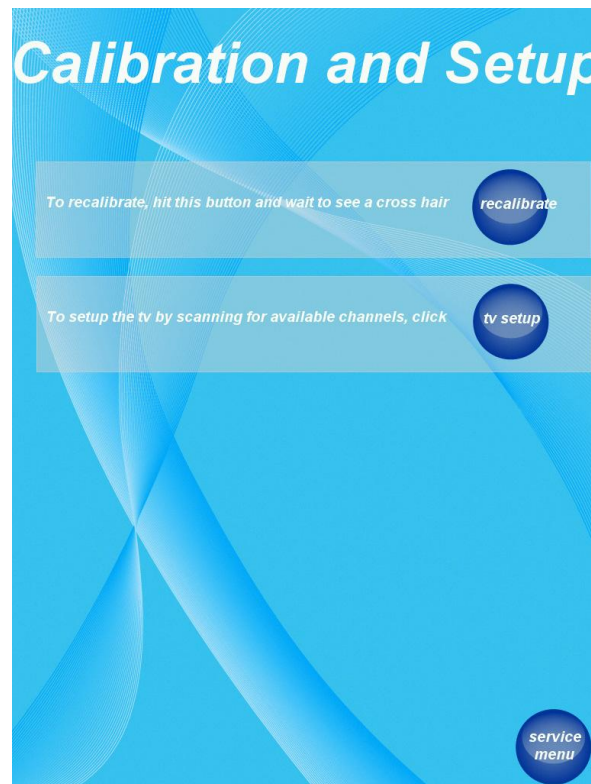 Calibration and Setup
To recalibrate, hit this button and wait to see a cross hair
recalibrate
To setup the tv by scanning for available channels, click
tv setup
service
menu